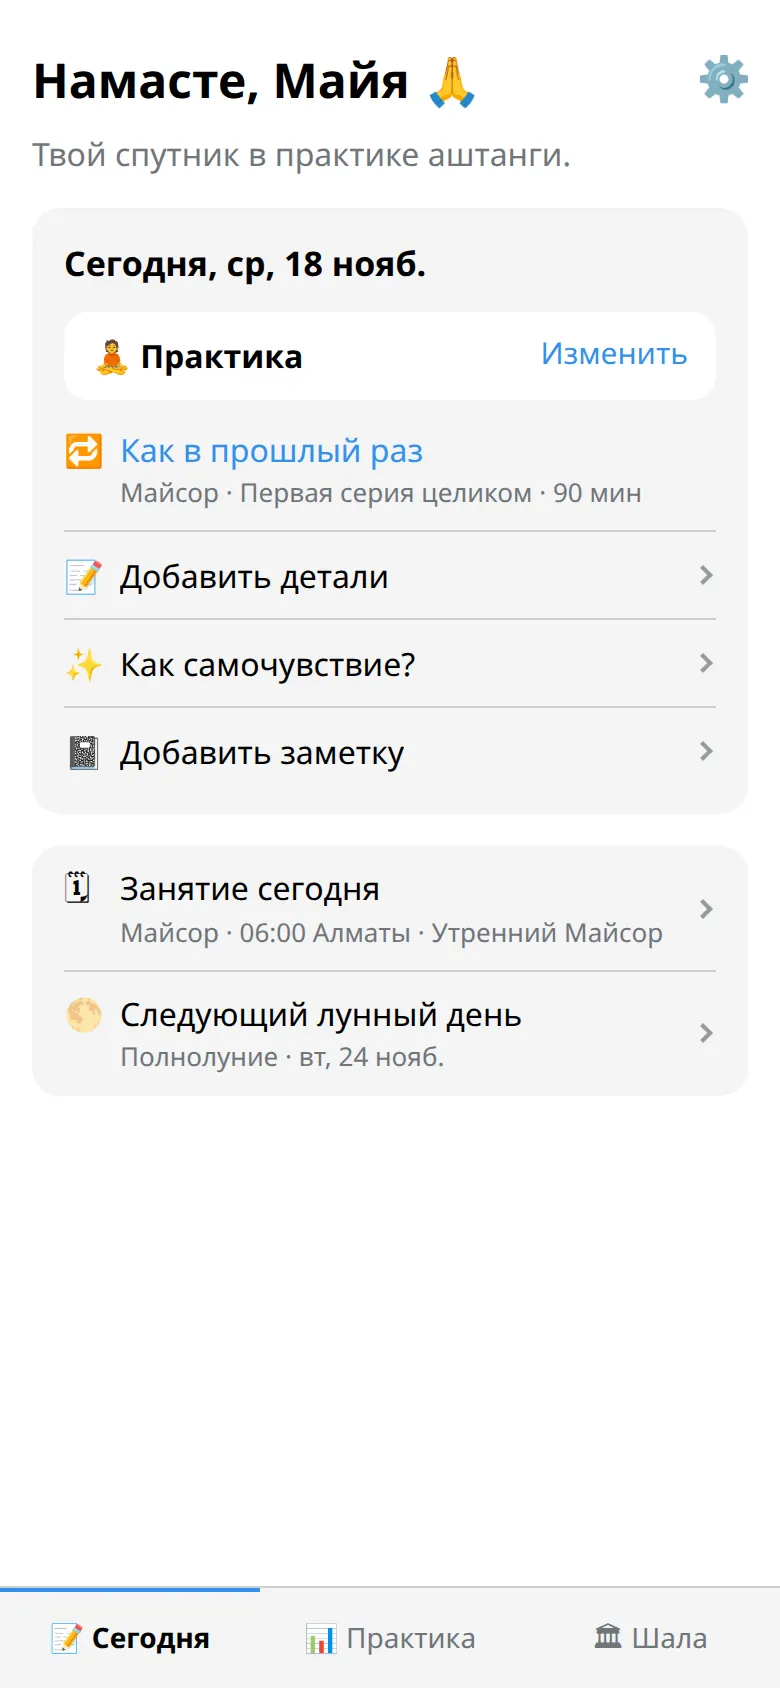 Намасте, Майя 🙏
Твой спутник в практике аштанги.
Сегодня, ср, 18 нояб.
Практика
Изменить
Как в прошлый раз
Майсор · Первая серия целиком · 90 мин
Добавить детали
Как самочувствие?
Добавить заметку
Занятие сегодня
Майсор · 06:00 Алматы · Утренний Майсор
Следующий лунный день
Полнолуние · вт, 24 нояб.
Сегодня
Практика
Шала